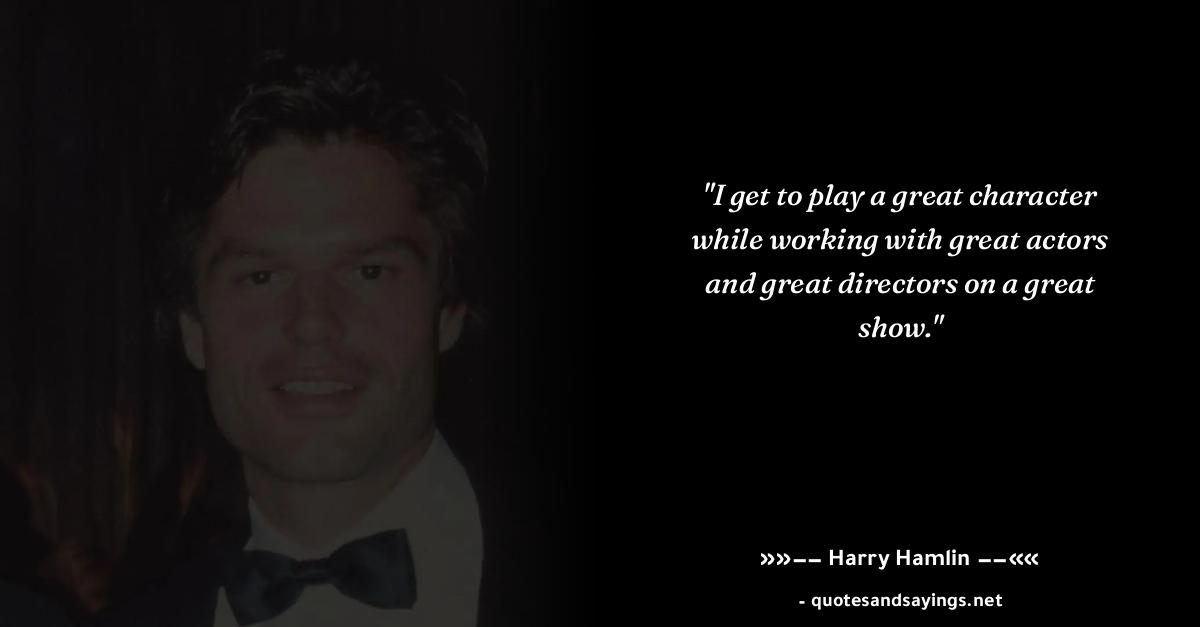 "I get to play a great character
while working with great actors
and great directors on a great
show."
»»−− Harry Hamlin −−««
- quotesandsayings.net